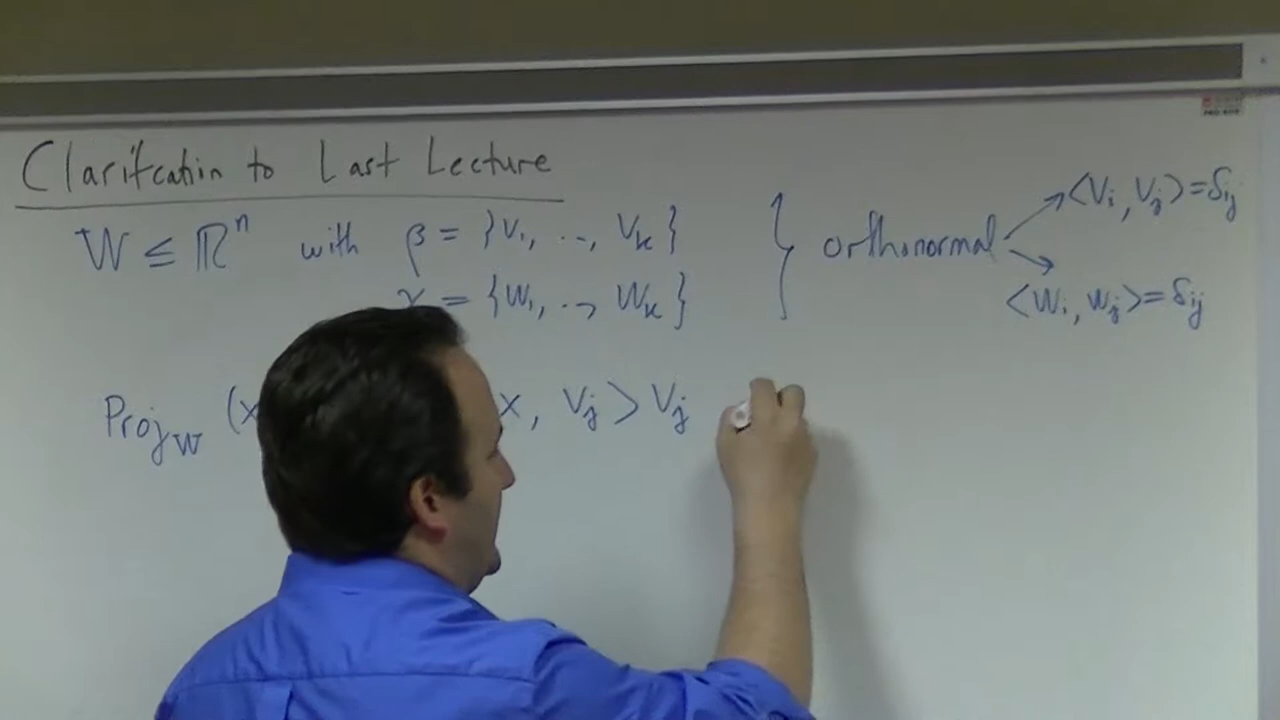 Clarifcation to Last Lecture
W ≤ ℝⁿ with β = {v₁, .., vₖ} } orthonormal → <vᵢ, vⱼ> = δᵢⱼ
γ = {w₁, .., wₖ} → <wᵢ, wⱼ> = δᵢⱼ
Proj_W (x x, vⱼ > vⱼ